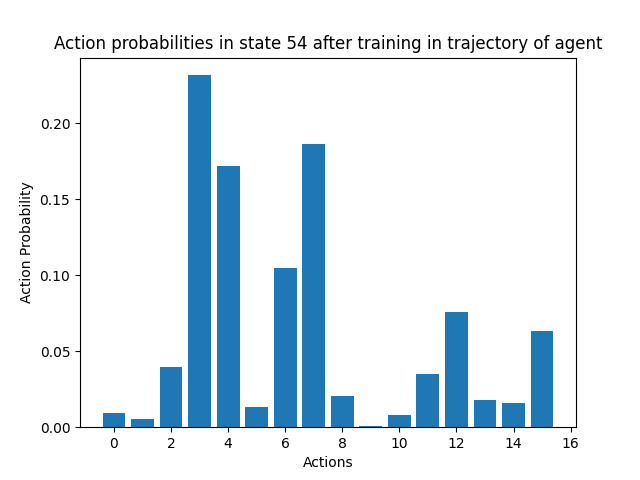 Action probabilities in state 54 after training in trajectory of agent
Action Probability
0.20
0.15
0.10
0.05
0.00
0 2 4 6 8 10 12 14 16
Actions